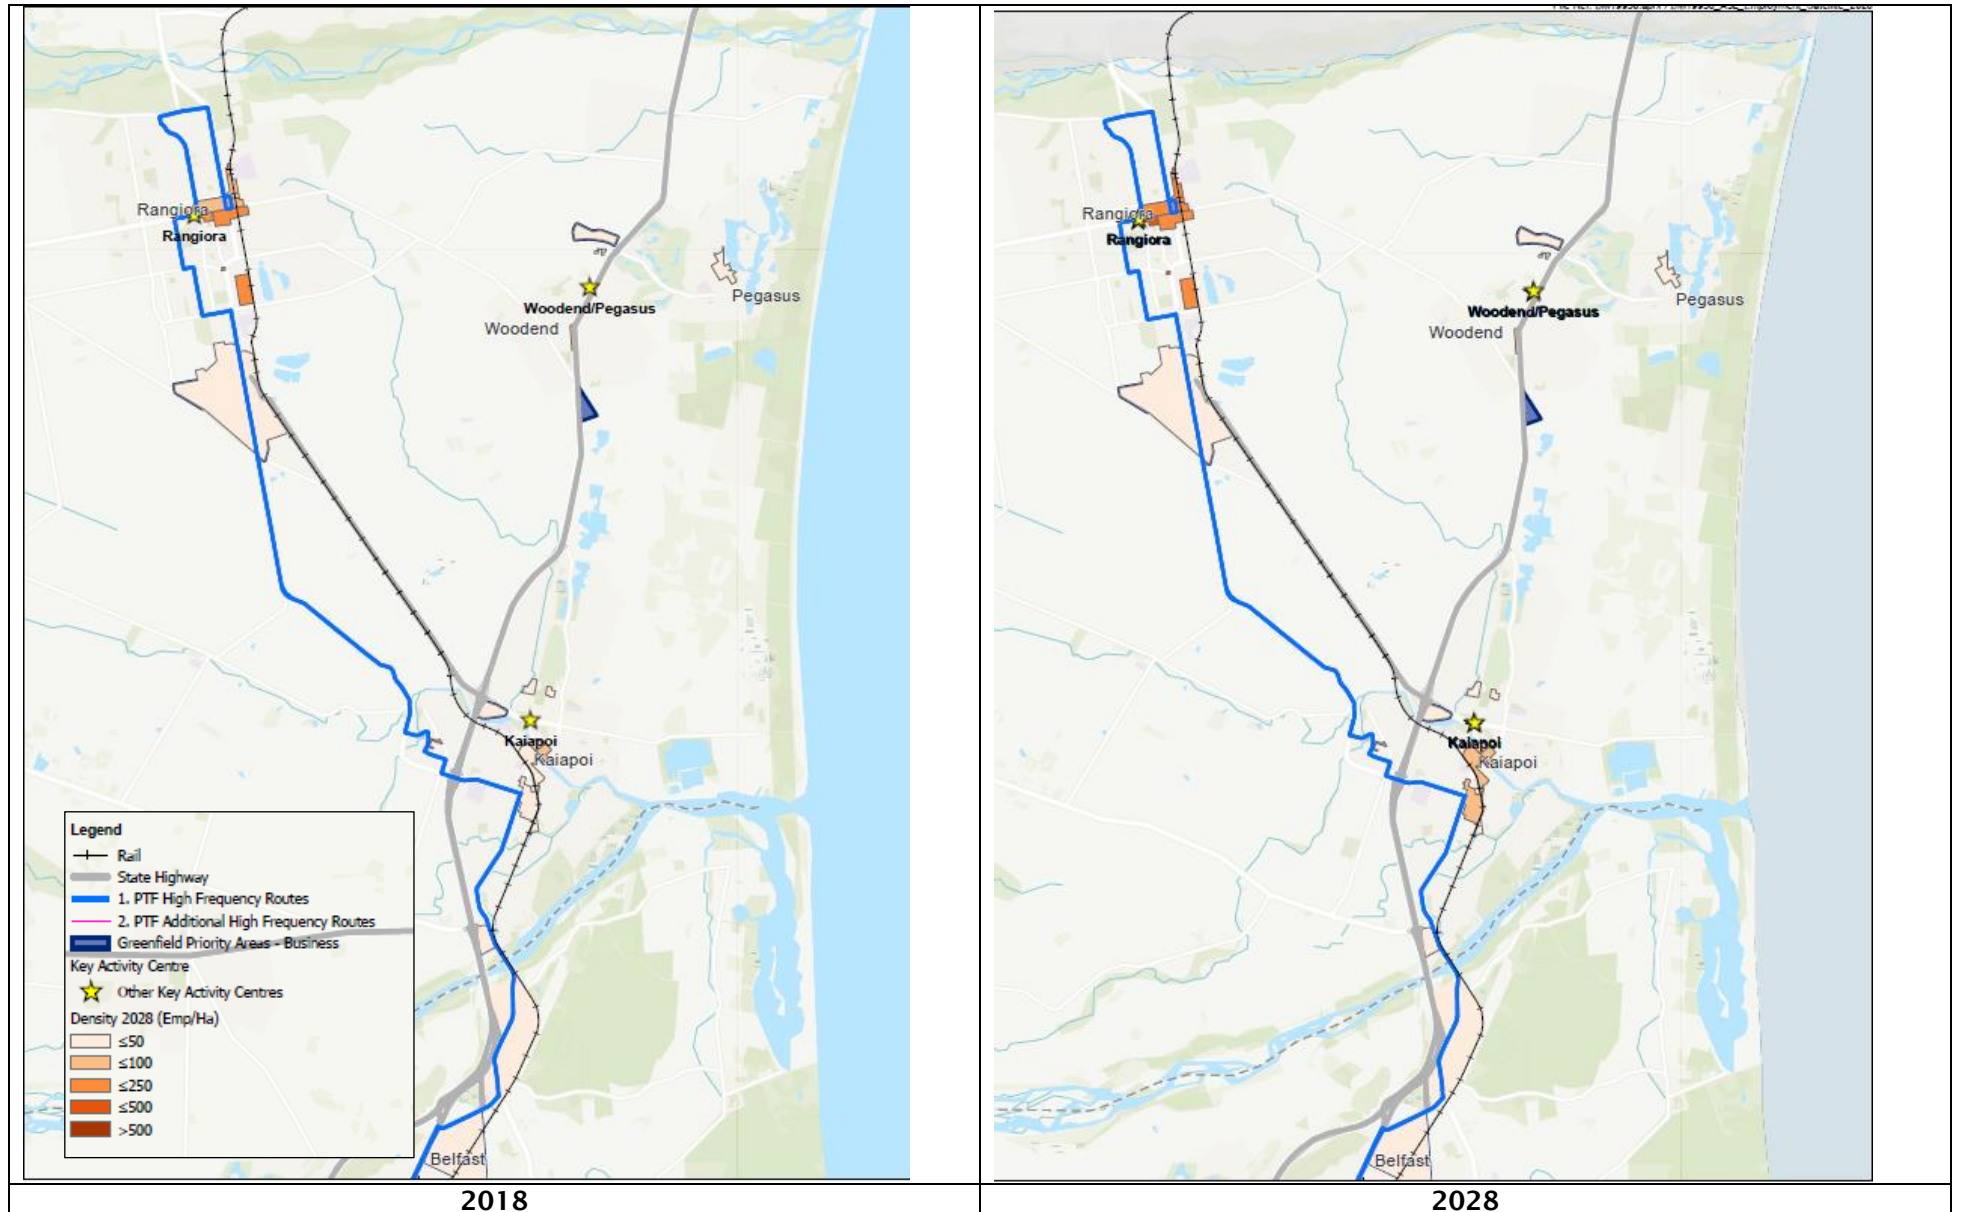 Rangiora
Rangiora
Woodend/Pegasus
Pegasus
Woodend
Kaiapoi
Kaiapoi
Legend
Rail
State Highway
1. PTF High Frequency Routes
2. PTF Additional High Frequency Routes
Greenfield Priority Areas - Business
Key Activity Centre
Other Key Activity Centres
Density 2028 (Emp/Ha)
≤50
≤100
≤250
≤500
>500
Belfast
2018
Rangiora
Rangiora
Pegasus
Woodend/Pegasus
Woodend
Kaiapoi
Kaiapoi
Belfast
2028